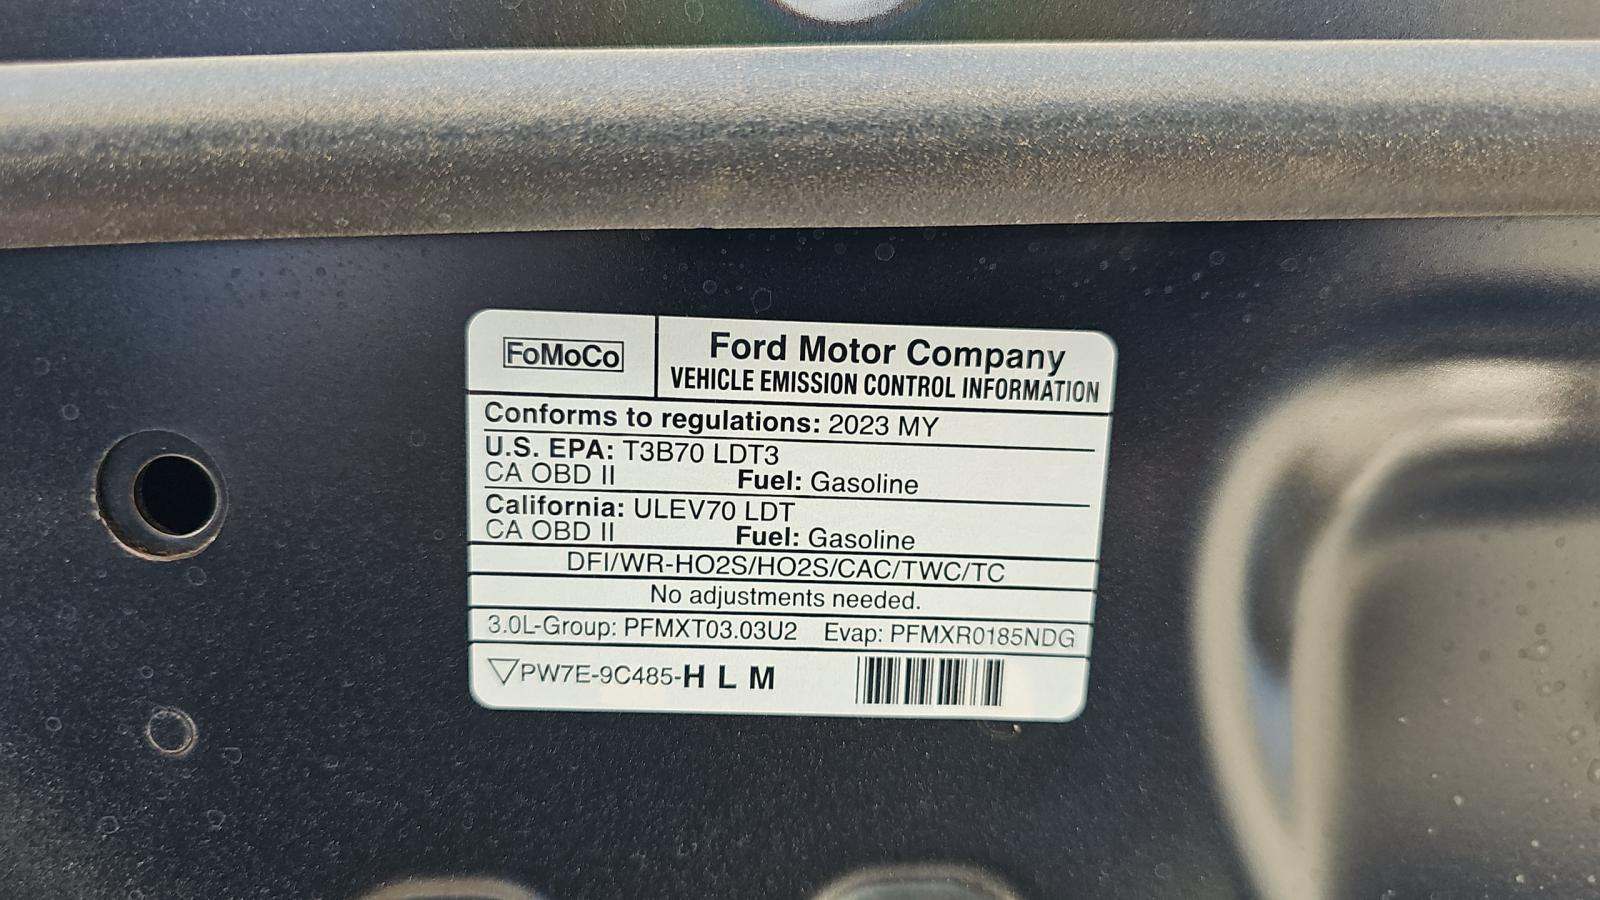 FoMoCo
Ford Motor Company
VEHICLE EMISSION CONTROL INFORMATION
Conforms to regulations: 2023 MY
U.S. EPA: T3B70 LDT3
CA OBD II Fuel: Gasoline
California: ULEV70 LDT
CA OBD II Fuel: Gasoline
DFI/WR-HO2S/HO2S/CAC/TWC/TC
No adjustments needed.
3.0L-Group: PFMXT03.03U2 Evap: PFMXR0185NDG
▽PW7E-9C485-H L M